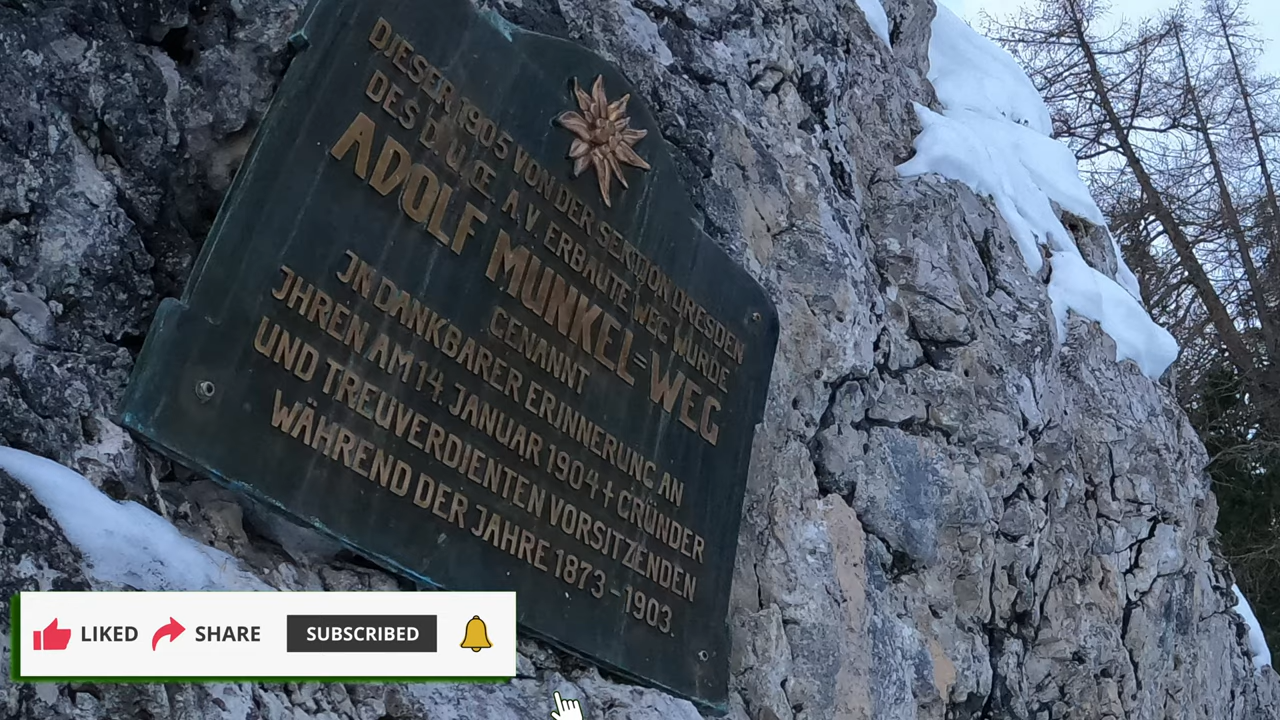 DIESER 1905 VON DER SEKTION DRESDEN
DES D.U.Œ. A.V. ERBAUTE WEG WURDE
ADOLF MUNKEL=WEG
GENANNT
JN DANKBARER ERINNERUNG AN
JHREN AM 14. JANUAR 1904 + GRÜNDER
UND TREUVERDIENTEN VORSITZENDEN
WÄHREND DER JAHRE 1873 - 1903.
LIKED SHARE SUBSCRIBED